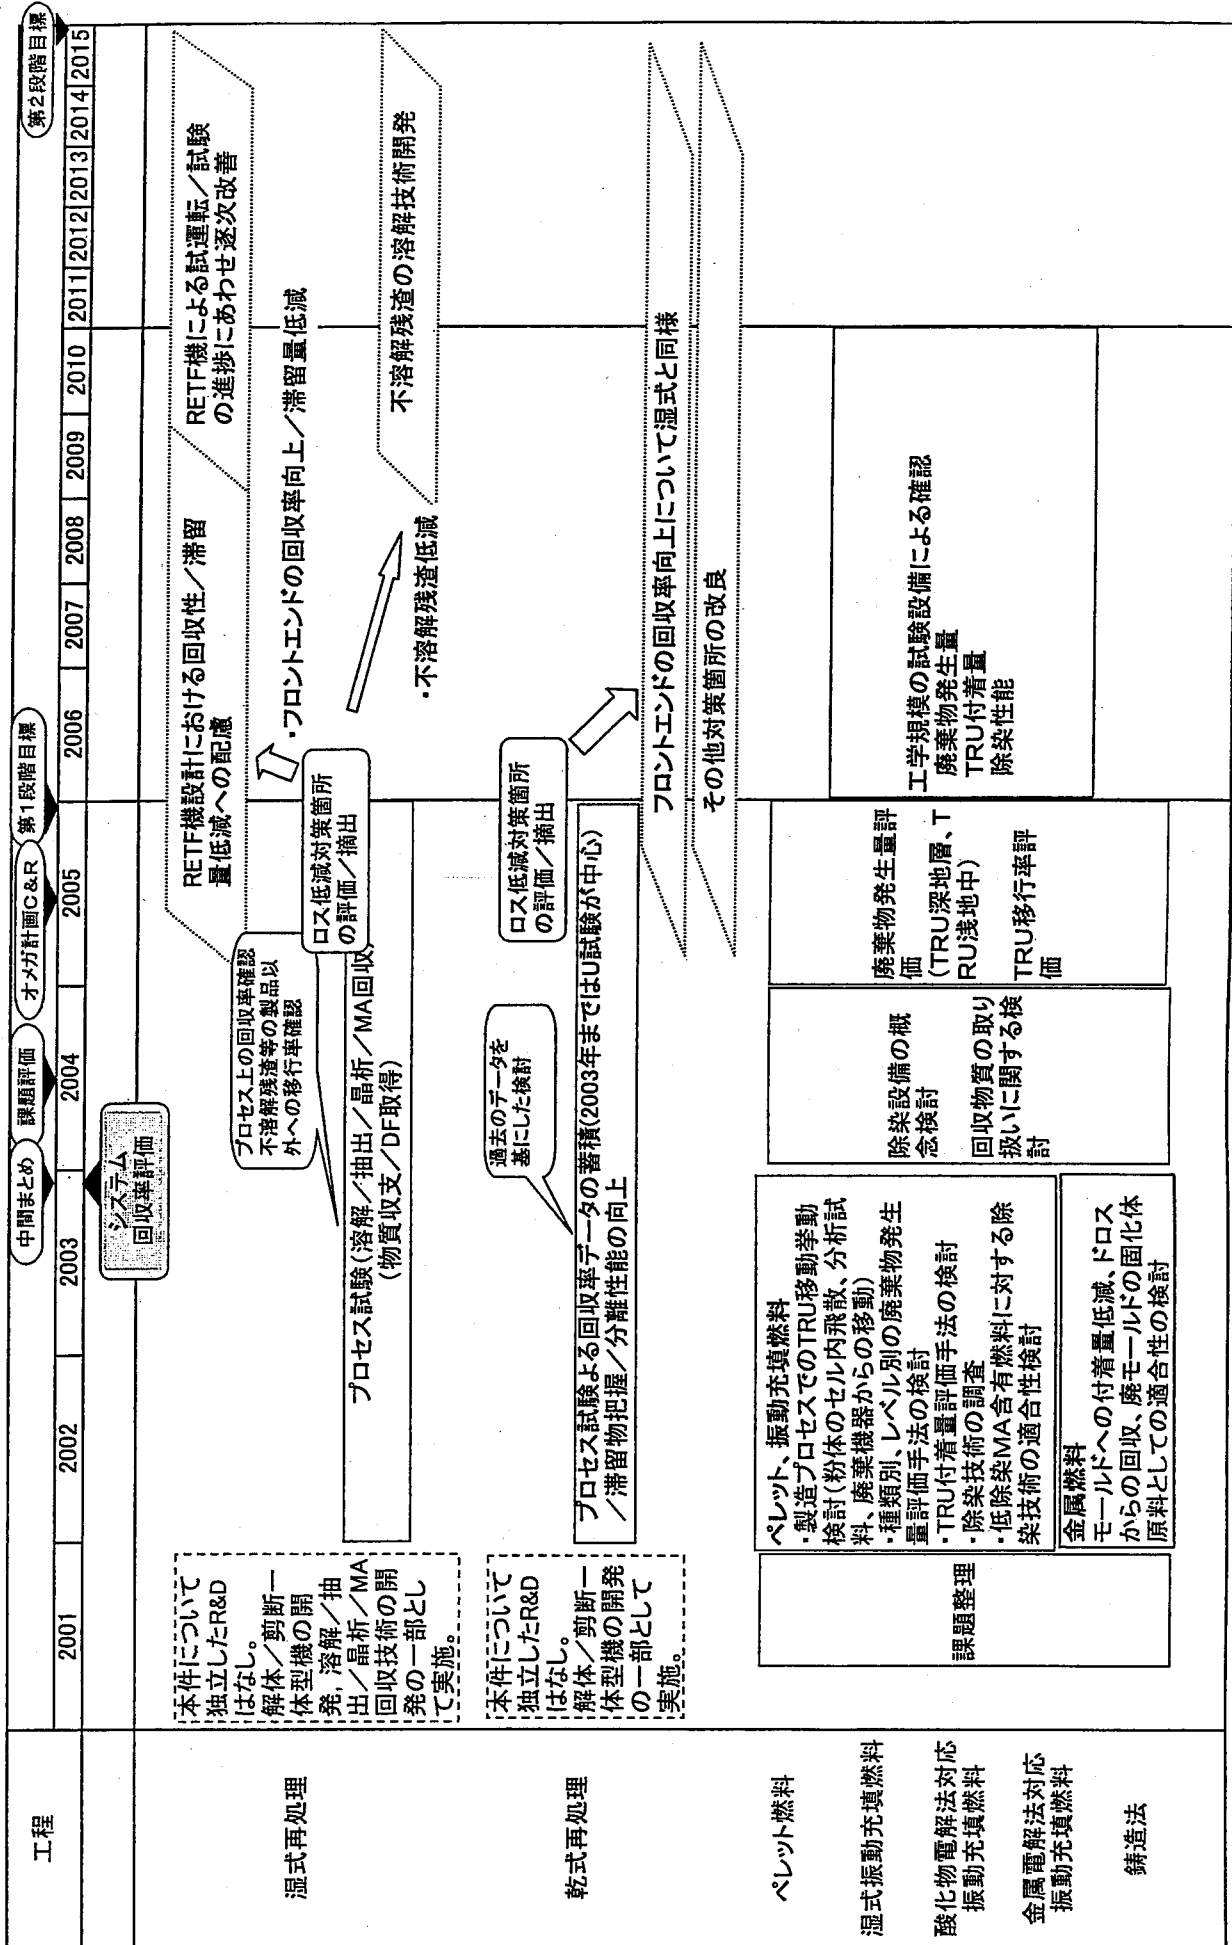 工程
2001
2002
2003
2004
2005
2006
2007
2008
2009
2010
2011
2012
2013
2014
2015
中間まとめ
課題評価
オメガ計画C&R
第1段階目標
第2段階目標
システム
回収率評価
湿式再処理
本件について
独立したR&D
はなし。
解体/剪断一
体型機の開
発，溶解/抽
出/晶析/MA
回収技術の開
発の一部とし
て実施。
プロセス試験(溶解/抽出/晶析/MA回収)
(物質収支/DF取得)
プロセス上の回収率確認
不溶解残渣等の製品以
外への移行率確認
ロス低減対策箇所
の評価/摘出
RETF機設計における回収性/滞留
量低減への配慮
RETF機による試運転/試験
の進捗にあわせ逐次改善
・フロントエンドの回収率向上/滞留量低減
・不溶解残渣低減
不溶解残渣の溶解技術開発
乾式再処理
本件について
独立したR&D
はなし。
解体/剪断一
体型機の開発
の一部として
実施。
プロセス試験よる回収率データの蓄積(2003年まではU試験が中心)
/滞留物把握/分離性能の向上
過去のデータを
基にした検討
ロス低減対策箇所
の評価/摘出
フロントエンドの回収率向上について湿式と同様
その他対策箇所の改良
ペレット燃料
湿式振動充填燃料
酸化物電解法対応
振動充填燃料
金属電解法対応
振動充填燃料
鋳造法
課題整理
ペレット、振動充填燃料
・製造プロセスでのTRU移動挙動
検討(粉体のセル内飛散、分析試
料、廃棄機器からの移動)
・種類別、レベル別の廃棄物発生
量評価手法の検討
・TRU付着量評価手法の検討
・除染技術の調査
・低除染MA含有燃料に対する除
染技術の適合性検討
金属燃料
モールドへの付着量低減、ドロス
からの回収、廃モールドの固化体
原料としての適合性の検討
除染設備の概
念検討
回収物質の取り
扱いに関する検
討
廃棄物発生量評
価
(TRU深地層、T
RU浅地中)
TRU移行率評
価
工学規模の試験設備による確認
廃棄物発生量
TRU付着量
除染性能